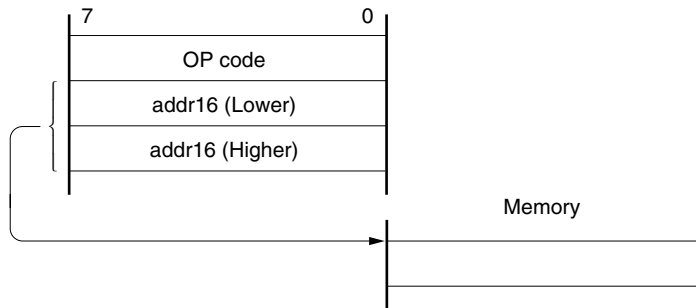 7 0
OP code
addr16 (Lower)
addr16 (Higher)
Memory